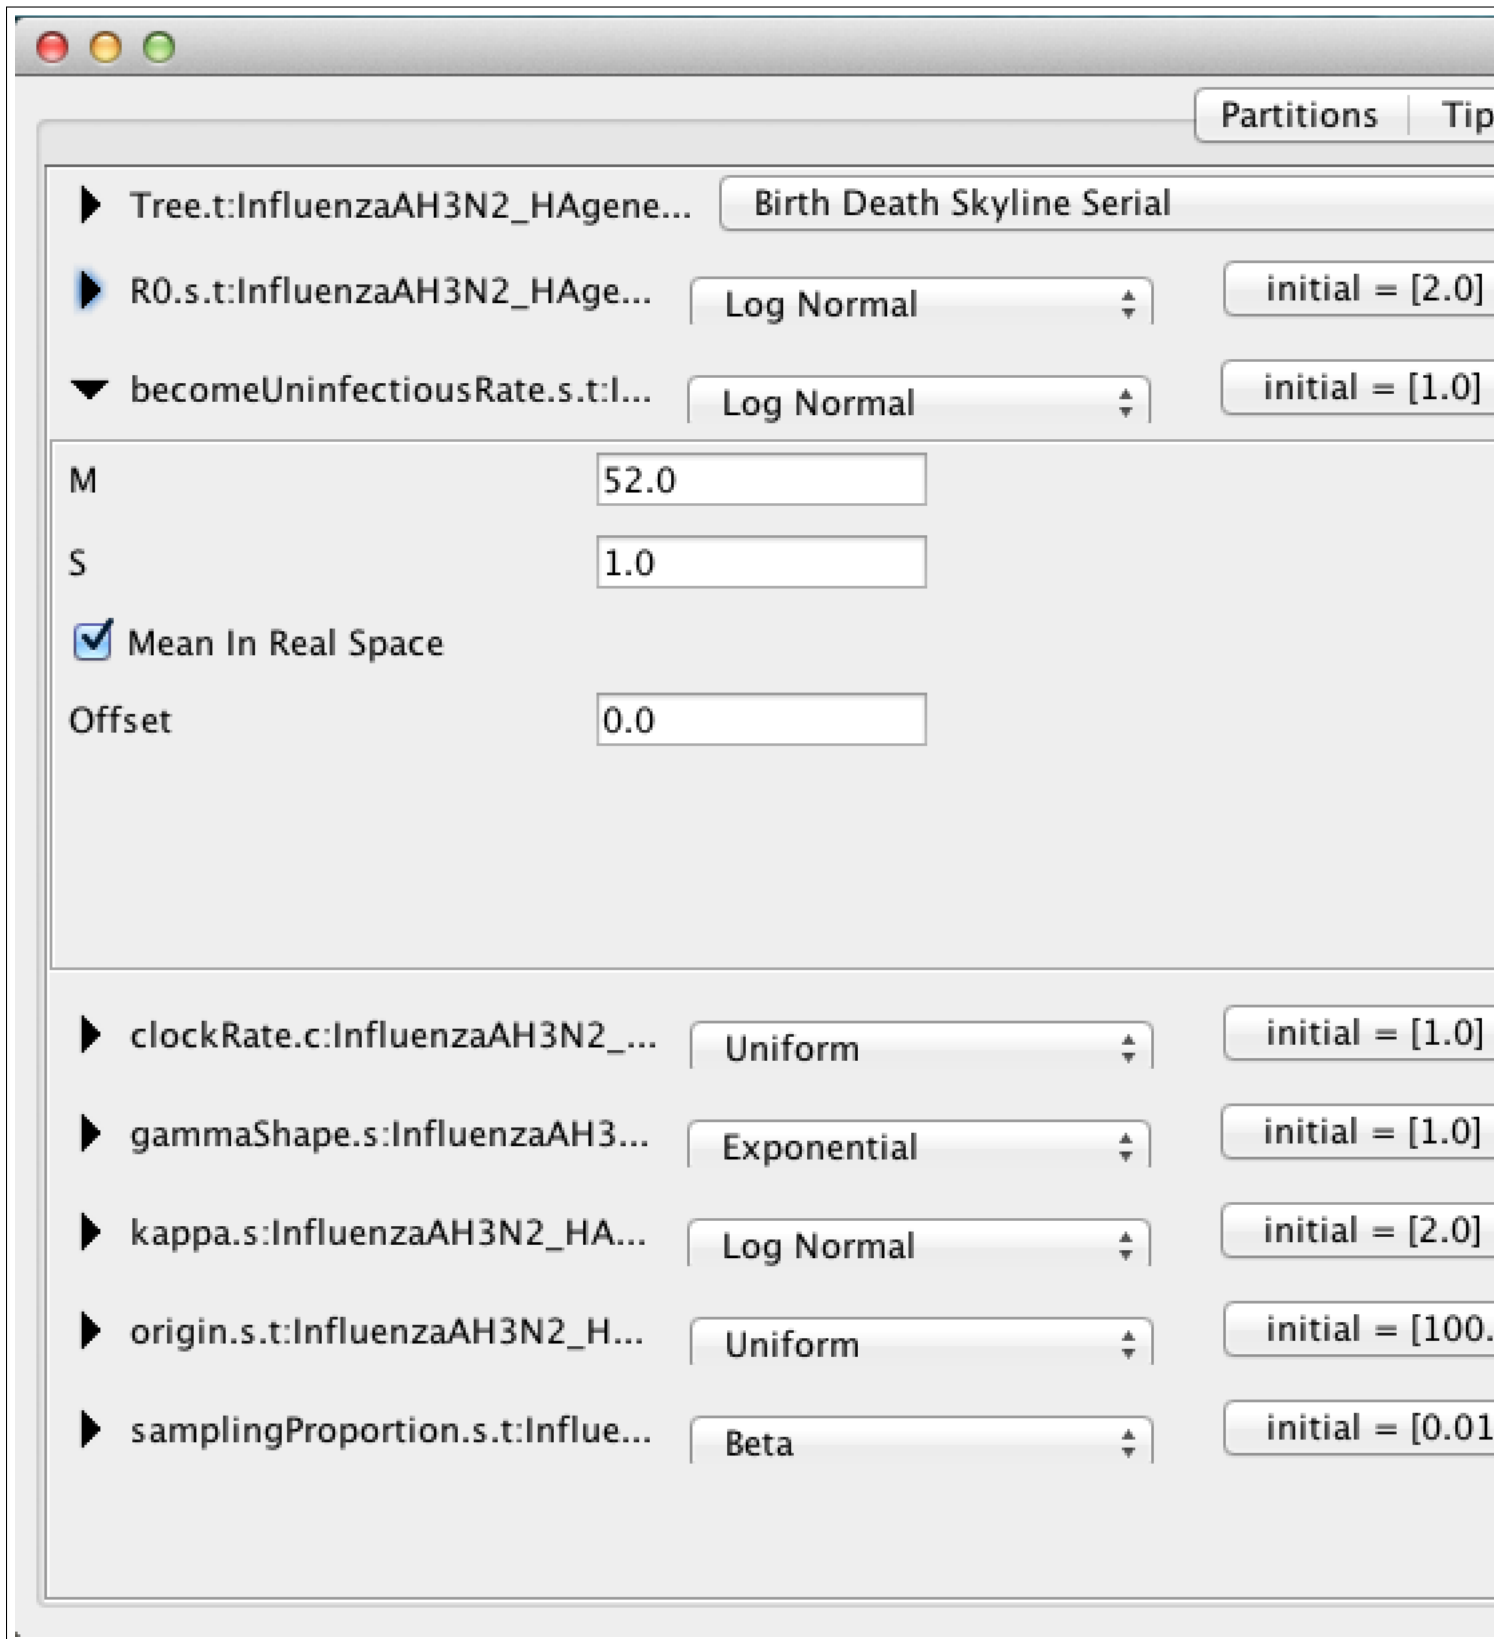 Partitions Tip
Tree.t:InfluenzaAH3N2_HAgene... Birth Death Skyline Serial
R0.s.t:InfluenzaAH3N2_HAge... Log Normal initial = [2.0]
becomeUninfectiousRate.s.t:I... Log Normal initial = [1.0]
M 52.0
S 1.0
Mean In Real Space
Offset 0.0
clockRate.c:InfluenzaAH3N2_... Uniform initial = [1.0]
gammaShape.s:InfluenzaAH3... Exponential initial = [1.0]
kappa.s:InfluenzaAH3N2_HA... Log Normal initial = [2.0]
origin.s.t:InfluenzaAH3N2_H... Uniform initial = [100.
samplingProportion.s.t:Influe... Beta initial = [0.01